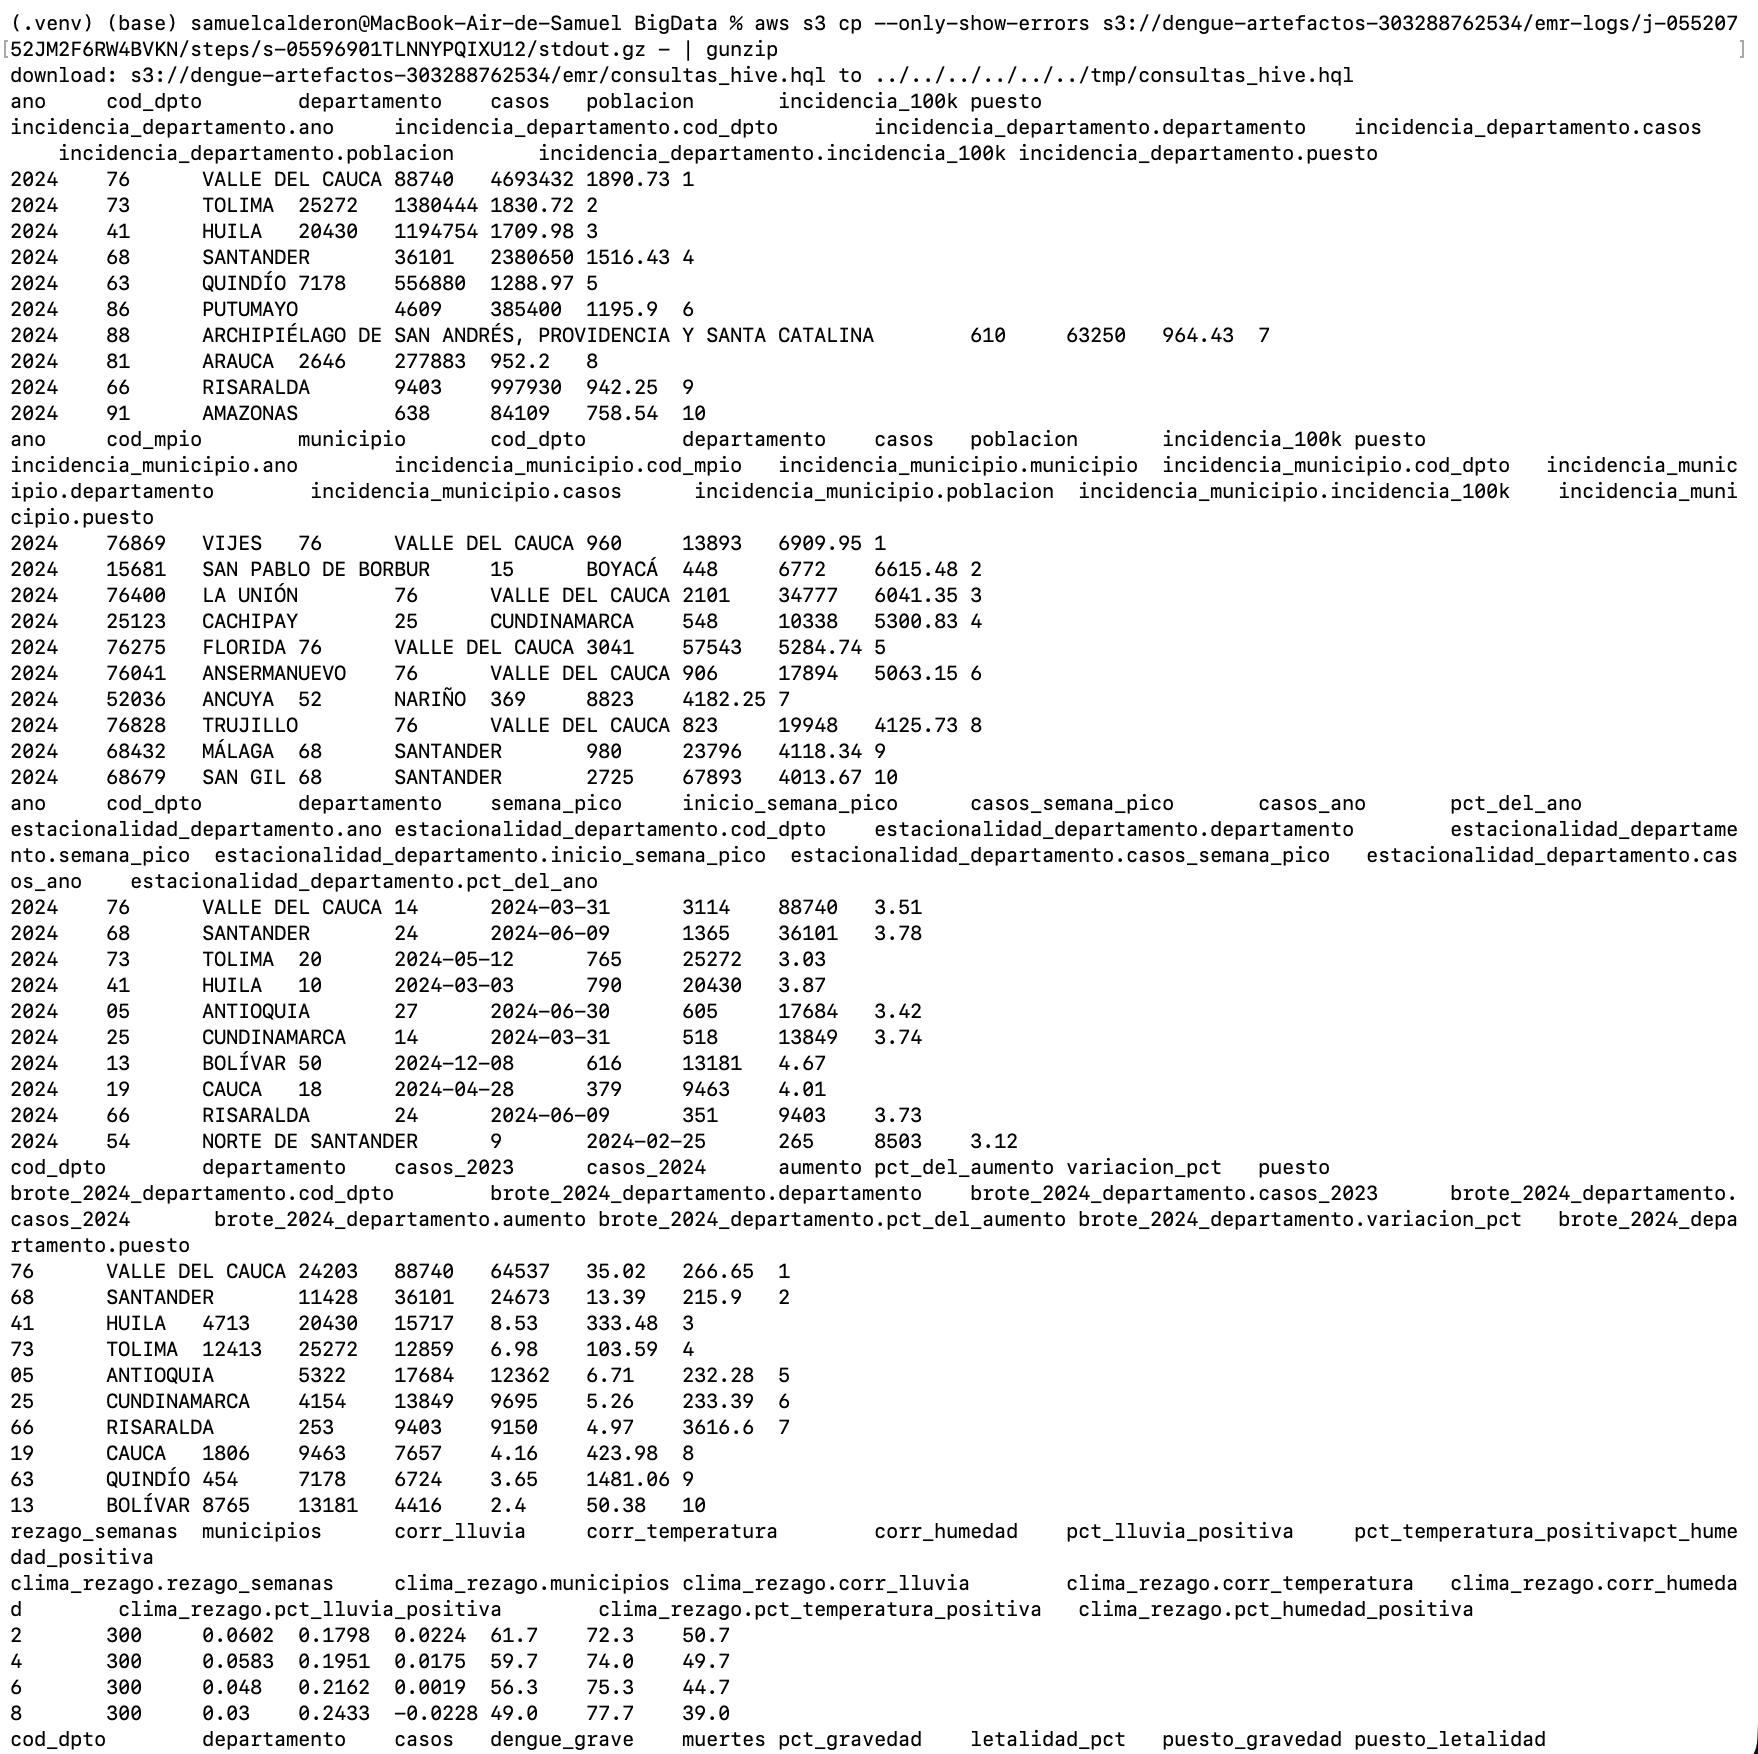 (.venv) (base) samuelcalderon@MacBook-Air-de-Samuel BigData % aws s3 cp --only-show-errors s3://dengue-artefactos-303288762534/emr-logs/j-055207
52JM2F6RW4BVKN/steps/s-05596901TLNNYPQIXU12/stdout.gz - | gunzip
download: s3://dengue-artefactos-303288762534/emr/consultas_hive.hql to ../../../../../../tmp/consultas_hive.hql
ano cod_dpto departamento casos poblacion incidencia_100k puesto
incidencia_departamento.ano incidencia_departamento.cod_dpto incidencia_departamento.departamento incidencia_departamento.casos
incidencia_departamento.poblacion incidencia_departamento.incidencia_100k incidencia_departamento.puesto
2024 76 VALLE DEL CAUCA 88740 4693432 1890.73 1
2024 73 TOLIMA 25272 1380444 1830.72 2
2024 41 HUILA 20430 1194754 1709.98 3
2024 68 SANTANDER 36101 2380650 1516.43 4
2024 63 QUINDÍO 7178 556880 1288.97 5
2024 86 PUTUMAYO 4609 385400 1195.9 6
2024 88 ARCHIPIÉLAGO DE SAN ANDRÉS, PROVIDENCIA Y SANTA CATALINA 610 63250 964.43 7
2024 81 ARAUCA 2646 277883 952.2 8
2024 66 RISARALDA 9403 997930 942.25 9
2024 91 AMAZONAS 638 84109 758.54 10
ano cod_mpio municipio cod_dpto departamento casos poblacion incidencia_100k puesto
incidencia_municipio.ano incidencia_municipio.cod_mpio incidencia_municipio.municipio incidencia_municipio.cod_dpto incidencia_munic
ipio.departamento incidencia_municipio.casos incidencia_municipio.poblacion incidencia_municipio.incidencia_100k incidencia_muni
cipio.puesto
2024 76869 VIJES 76 VALLE DEL CAUCA 960 13893 6909.95 1
2024 15681 SAN PABLO DE BORBUR 15 BOYACÁ 448 6772 6615.48 2
2024 76400 LA UNIÓN 76 VALLE DEL CAUCA 2101 34777 6041.35 3
2024 25123 CACHIPAY 25 CUNDINAMARCA 548 10338 5300.83 4
2024 76275 FLORIDA 76 VALLE DEL CAUCA 3041 57543 5284.74 5
2024 76041 ANSERMANUEVO 76 VALLE DEL CAUCA 906 17894 5063.15 6
2024 52036 ANCUYA 52 NARIÑO 369 8823 4182.25 7
2024 76828 TRUJILLO 76 VALLE DEL CAUCA 823 19948 4125.73 8
2024 68432 MÁLAGA 68 SANTANDER 980 23796 4118.34 9
2024 68679 SAN GIL 68 SANTANDER 2725 67893 4013.67 10
ano cod_dpto departamento semana_pico inicio_semana_pico casos_semana_pico casos_ano pct_del_ano
estacionalidad_departamento.ano estacionalidad_departamento.cod_dpto estacionalidad_departamento.departamento estacionalidad_departame
nto.semana_pico estacionalidad_departamento.inicio_semana_pico estacionalidad_departamento.casos_semana_pico estacionalidad_departamento.cas
os_ano estacionalidad_departamento.pct_del_ano
2024 76 VALLE DEL CAUCA 14 2024-03-31 3114 88740 3.51
2024 68 SANTANDER 24 2024-06-09 1365 36101 3.78
2024 73 TOLIMA 20 2024-05-12 765 25272 3.03
2024 41 HUILA 10 2024-03-03 790 20430 3.87
2024 05 ANTIOQUIA 27 2024-06-30 605 17684 3.42
2024 25 CUNDINAMARCA 14 2024-03-31 518 13849 3.74
2024 13 BOLÍVAR 50 2024-12-08 616 13181 4.67
2024 19 CAUCA 18 2024-04-28 379 9463 4.01
2024 66 RISARALDA 24 2024-06-09 351 9403 3.73
2024 54 NORTE DE SANTANDER 9 2024-02-25 265 8503 3.12
cod_dpto departamento casos_2023 casos_2024 aumento pct_del_aumento variacion_pct puesto
brote_2024_departamento.cod_dpto brote_2024_departamento.departamento brote_2024_departamento.casos_2023 brote_2024_departamento.
casos_2024 brote_2024_departamento.aumento brote_2024_departamento.pct_del_aumento brote_2024_departamento.variacion_pct brote_2024_depa
rtamento.puesto
76 VALLE DEL CAUCA 24203 88740 64537 35.02 266.65 1
68 SANTANDER 11428 36101 24673 13.39 215.9 2
41 HUILA 4713 20430 15717 8.53 333.48 3
73 TOLIMA 12413 25272 12859 6.98 103.59 4
05 ANTIOQUIA 5322 17684 12362 6.71 232.28 5
25 CUNDINAMARCA 4154 13849 9695 5.26 233.39 6
66 RISARALDA 253 9403 9150 4.97 3616.6 7
19 CAUCA 1806 9463 7657 4.16 423.98 8
63 QUINDÍO 454 7178 6724 3.65 1481.06 9
13 BOLÍVAR 8765 13181 4416 2.4 50.38 10
rezago_semanas municipios corr_lluvia corr_temperatura corr_humedad pct_lluvia_positiva pct_temperatura_positivapct_hume
dad_positiva
clima_rezago.rezago_semanas clima_rezago.municipios clima_rezago.corr_lluvia clima_rezago.corr_temperatura clima_rezago.corr_humeda
d clima_rezago.pct_lluvia_positiva clima_rezago.pct_temperatura_positiva clima_rezago.pct_humedad_positiva
2 300 0.0602 0.1798 0.0224 61.7 72.3 50.7
4 300 0.0583 0.1951 0.0175 59.7 74.0 49.7
6 300 0.048 0.2162 0.0019 56.3 75.3 44.7
8 300 0.03 0.2433 -0.0228 49.0 77.7 39.0
cod_dpto departamento casos dengue_grave muertes pct_gravedad letalidad_pct puesto_gravedad puesto_letalidad